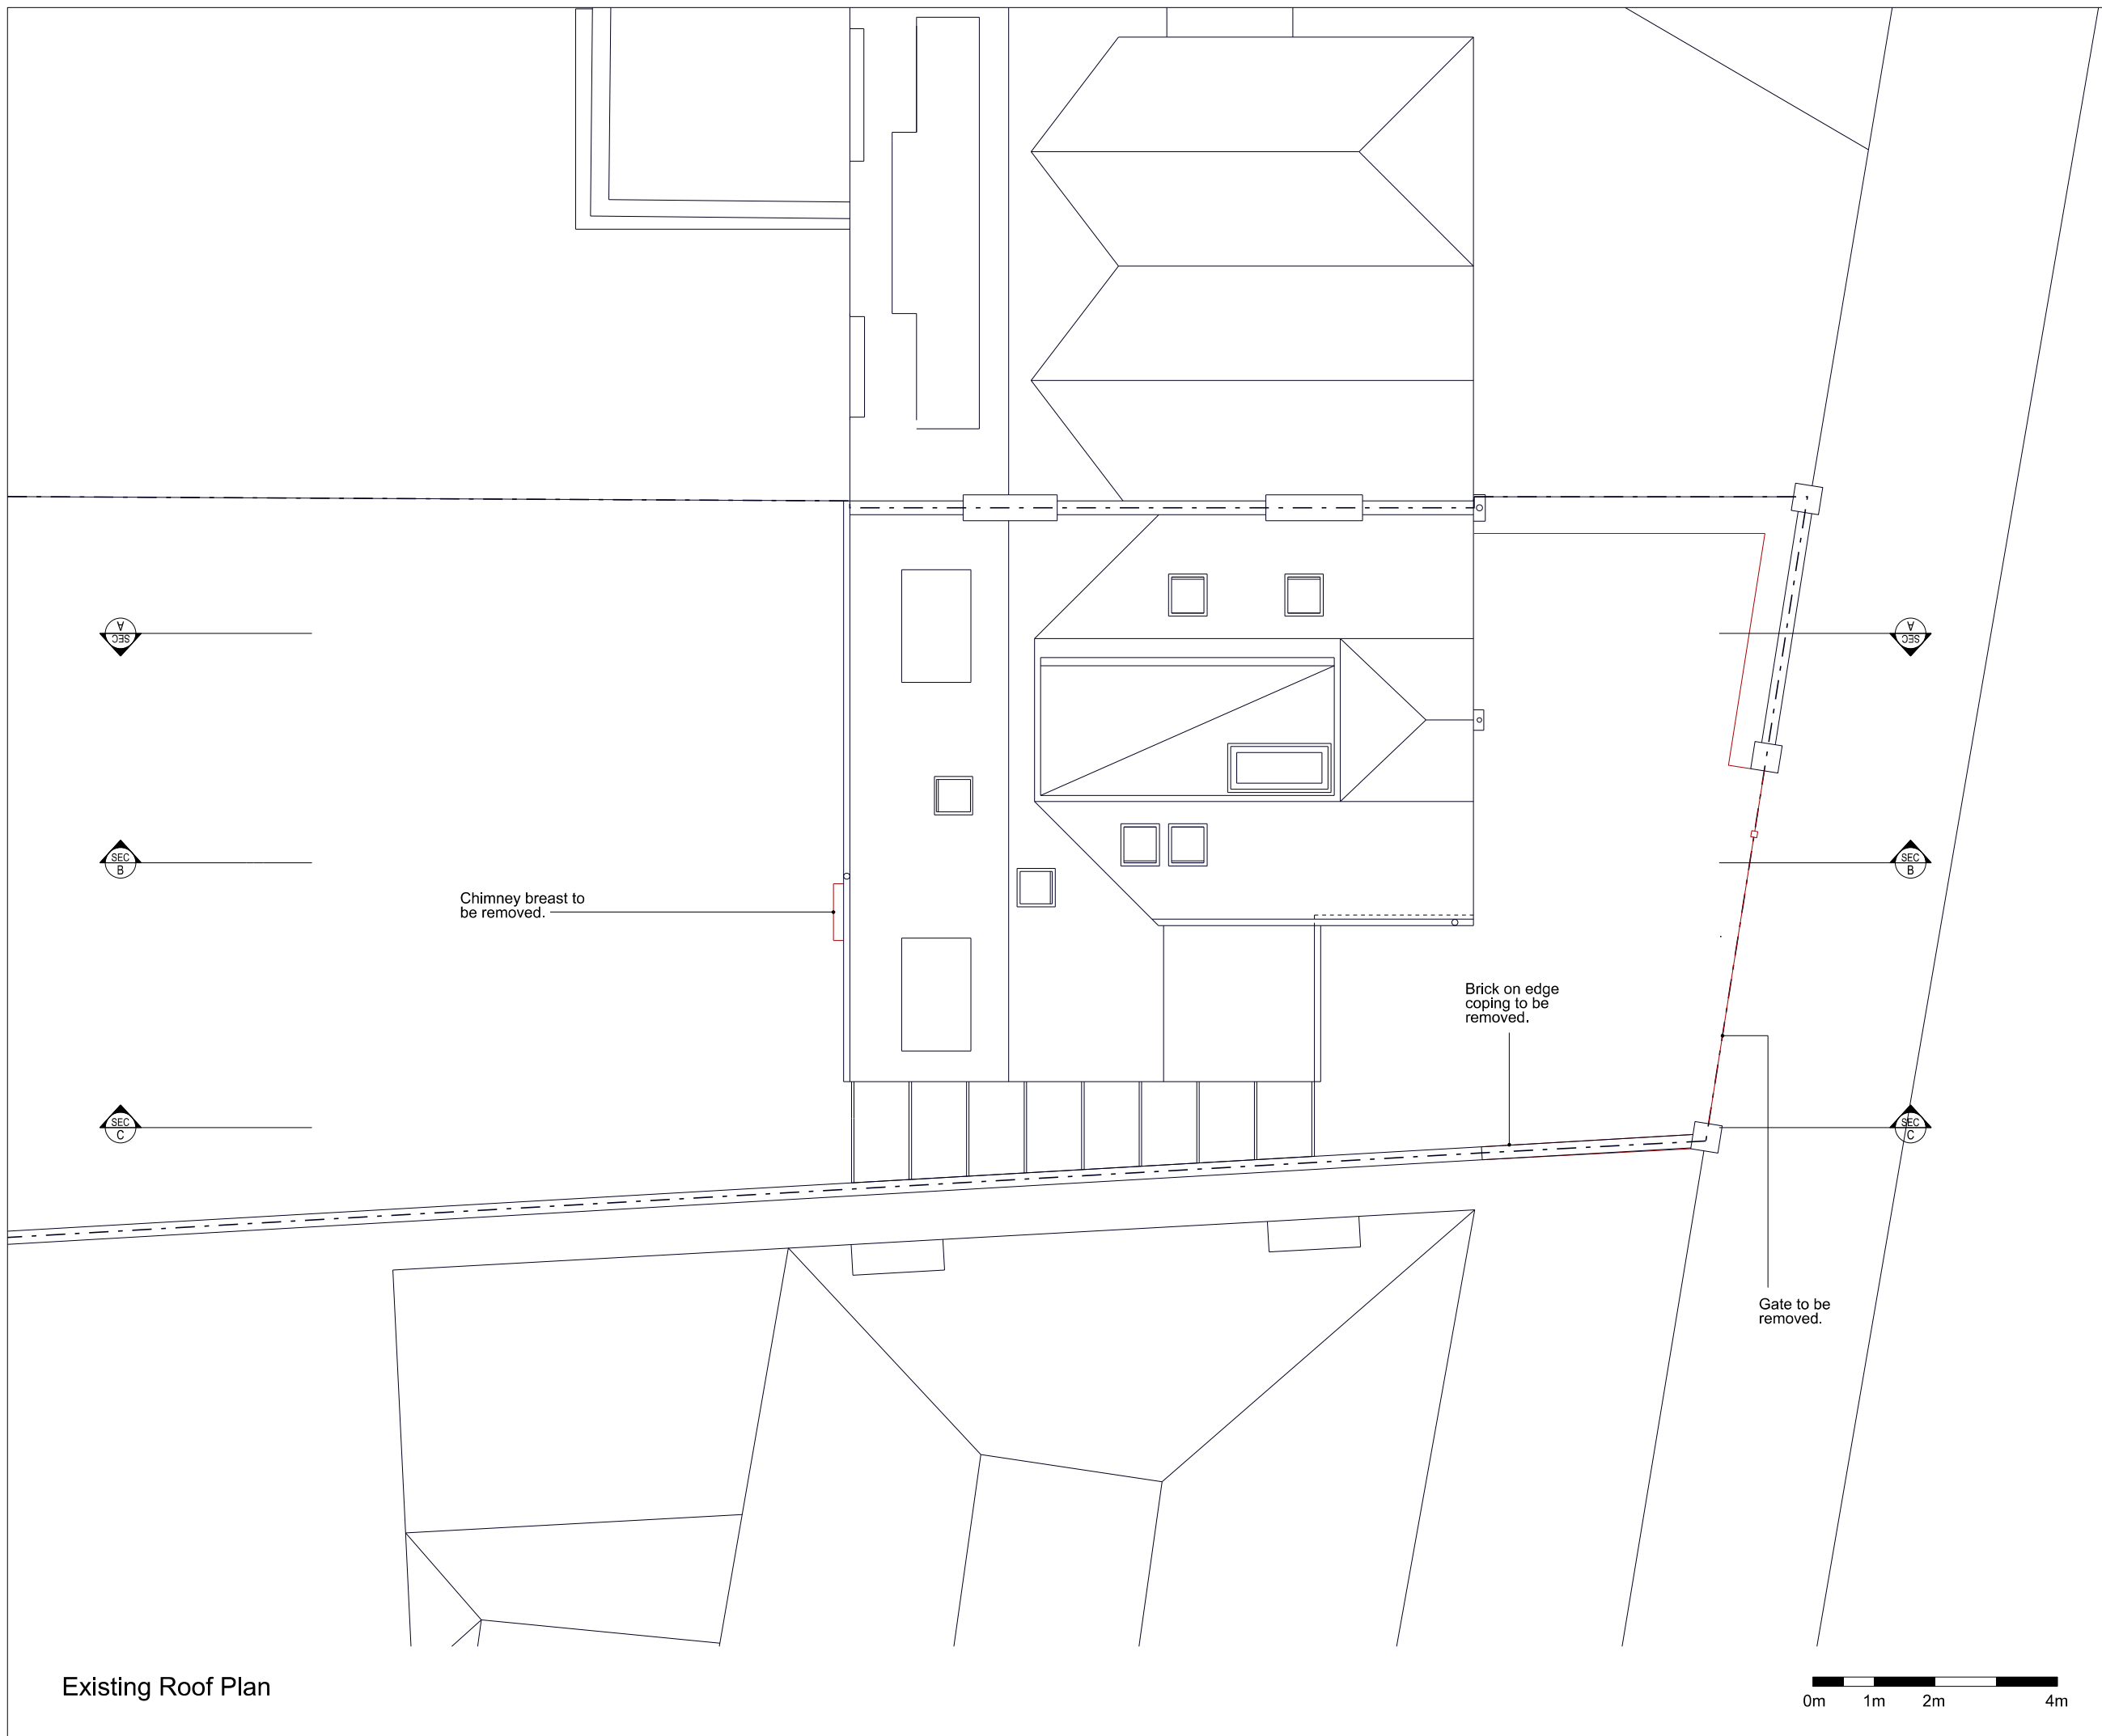 A
SEC
A
SEC
SEC
B
SEC
B
Chimney breast to
be removed.
Brick on edge
coping to be
removed.
SEC
C
SEC
C
Gate to be
removed.
Existing Roof Plan
0m 1m 2m 4m